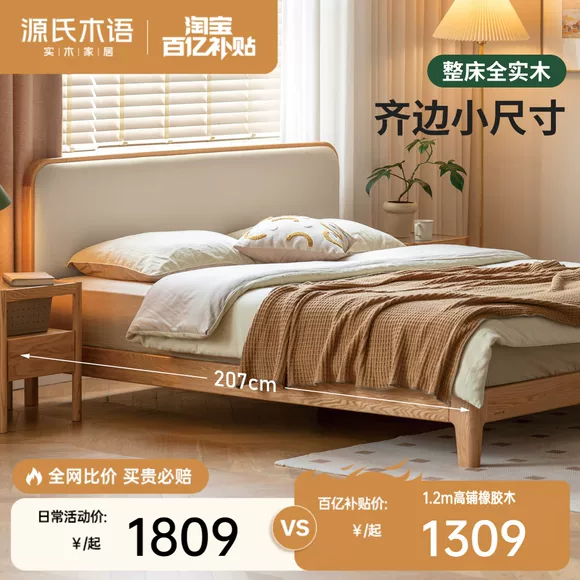 源氏木语
实·木·家·居
淘宝
百亿补贴
整床全实木
齐边小尺寸
207cm
全网比价 买贵必赔
日常活动价:
¥/起
1809
VS
百亿补贴价:
¥/起
1.2m高铺橡胶木
1309